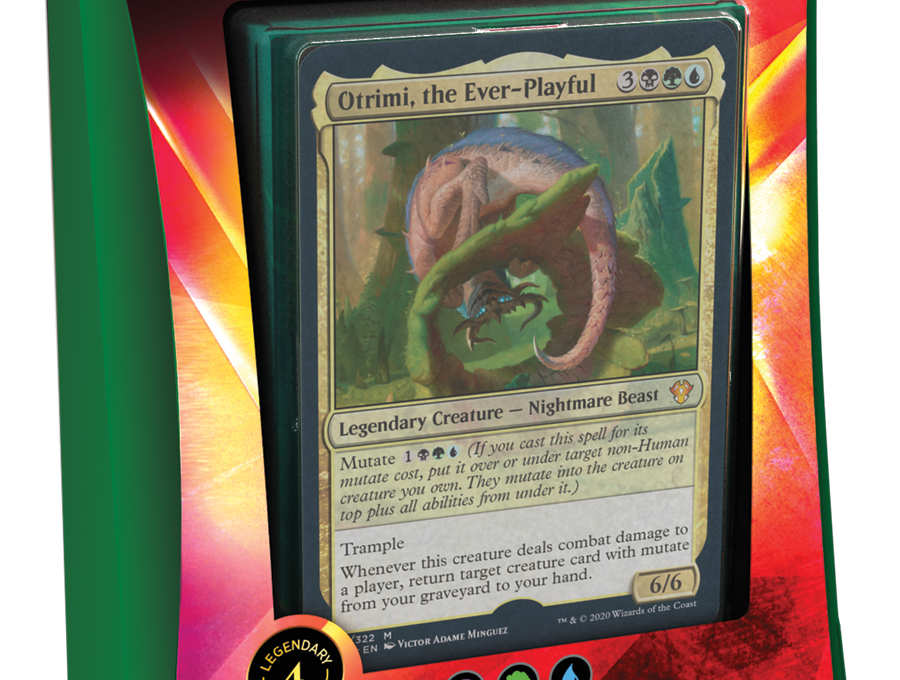 Otrimi, the Ever-Playful 3
Legendary Creature — Nightmare Beast
Mutate 1 (If you cast this spell for its
mutate cost, put it over or under target non-Human
creature you own. They mutate into the creature on
top plus all abilities from under it.)
Trample
Whenever this creature deals combat damage to
a player, return target creature card with mutate
from your graveyard to your hand.
6/6
/322 M
EN VICTOR ADAME MINGUEZ
™ & © 2020 Wizards of the Coast
LEGENDARY
4